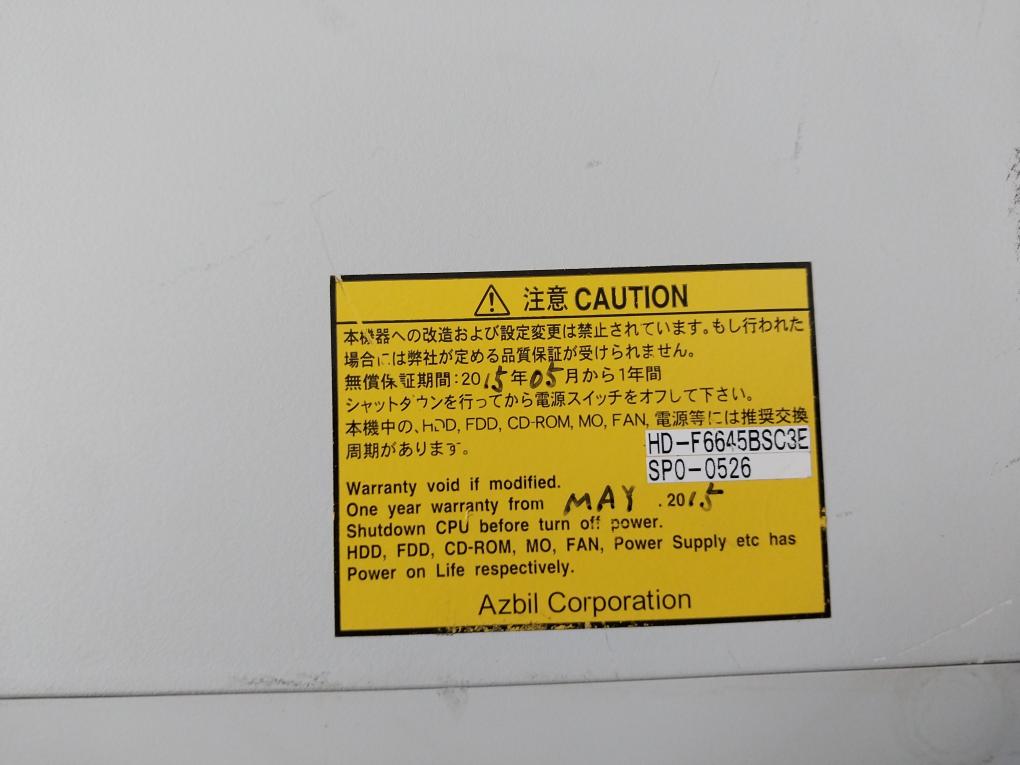 注意 CAUTION
本機器への改造および設定変更は禁止されています。もし行われた
場合には弊社が定める品質保証が受けられません。
無償保証期間:2015年05月から1年間
シャットダウンを行ってから電源スイッチをオフして下さい。
本機中の、HDD, FDD, CD-ROM, MO, FAN, 電源等には推奨交換
周期があります。
HD-F6645BSC3E
SP0-0526
Warranty void if modified.
One year warranty from MAY .2015
Shutdown CPU before turn off power.
HDD, FDD, CD-ROM, MO, FAN, Power Supply etc has
Power on Life respectively.
Azbil Corporation